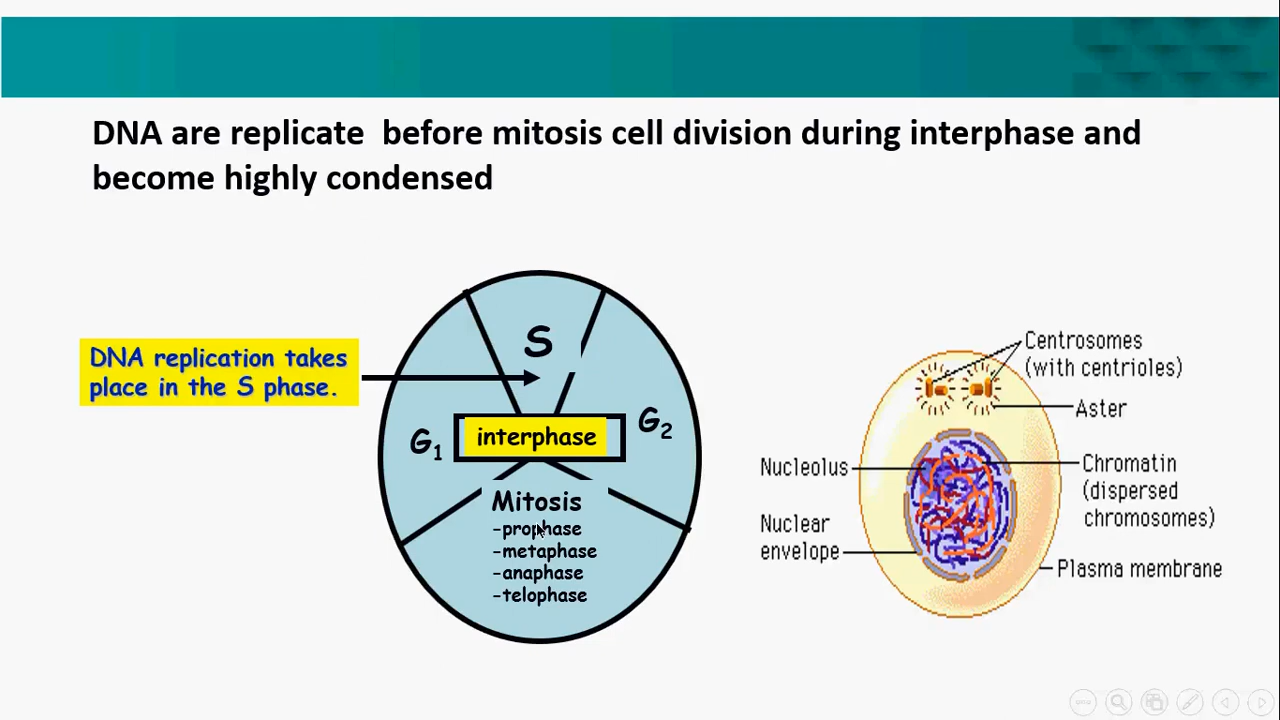 DNA are replicate  before mitosis cell division during interphase and
become highly condensed
DNA replication takes
place in the S phase.
S
G₁
interphase
G₂
Mitosis
-prophase
-metaphase
-anaphase
-telophase
Centrosomes
(with centrioles)
Aster
Nucleolus
Chromatin
(dispersed
chromosomes)
Nuclear
envelope
Plasma membrane